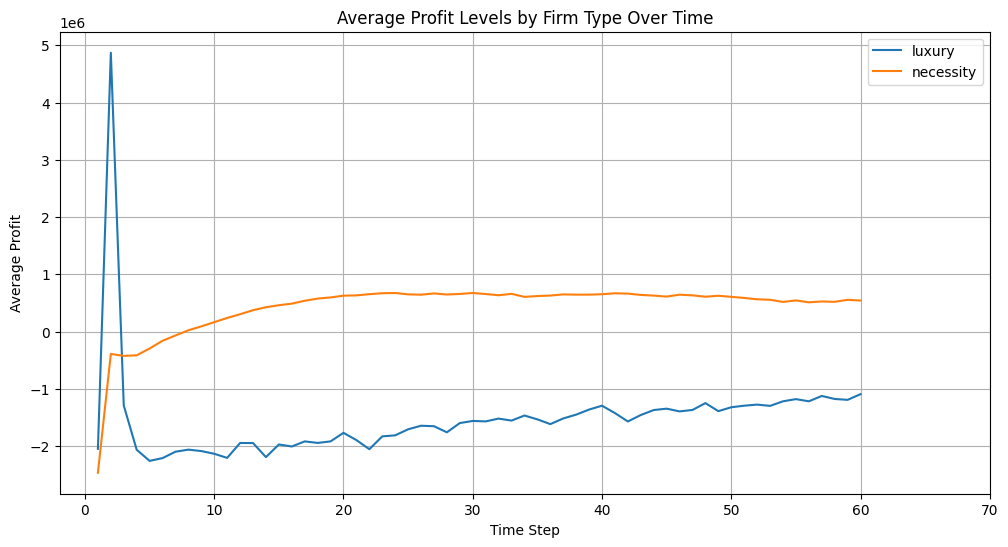 Average Profit Levels by Firm Type Over Time
1e6
5
4
3
2
1
0
−1
−2
Average Profit
luxury
necessity
0 10 20 30 40 50 60 70
Time Step